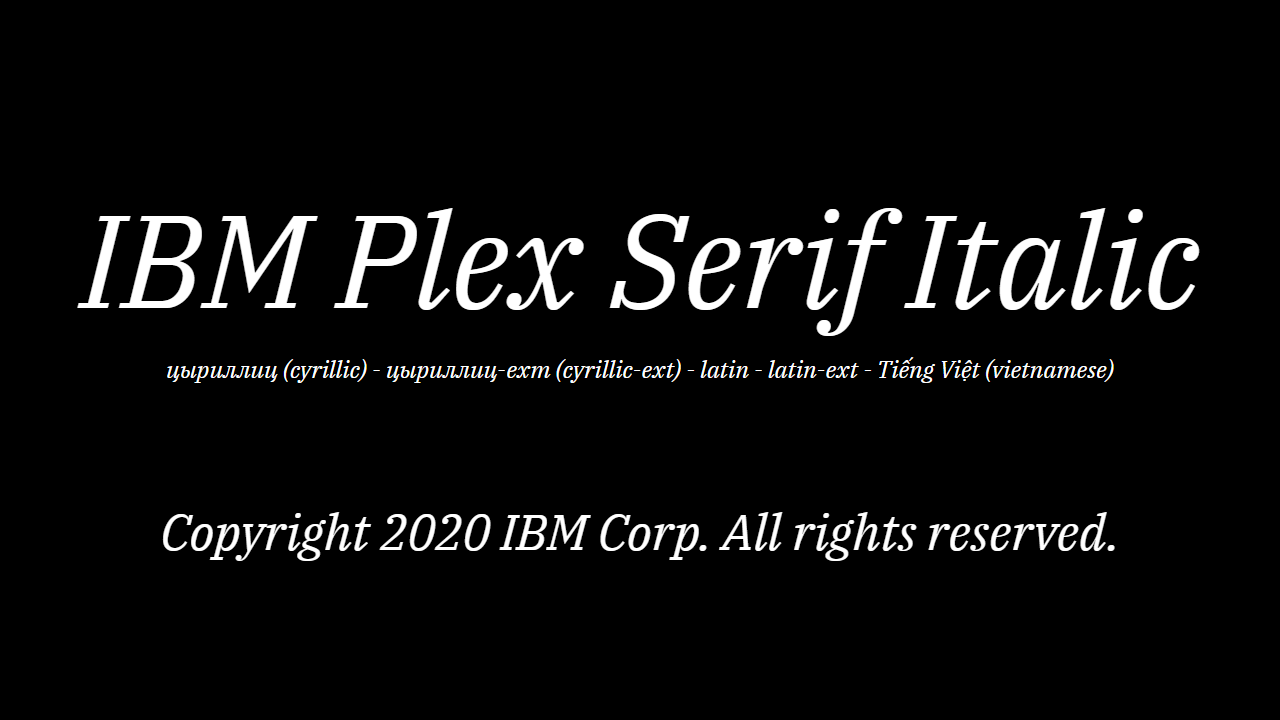 IBM Plex Serif Italic
цыриллиц (cyrillic) - цыриллиц-ехт (cyrillic-ext) - latin - latin-ext - Tiếng Việt (vietnamese)
Copyright 2020 IBM Corp. All rights reserved.